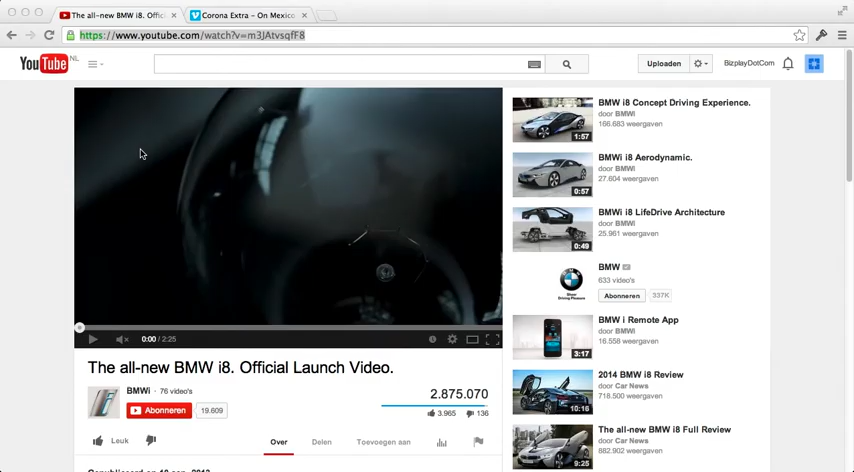 The all-new BMW i8. Offici
Corona Extra - On Mexico
https://www.youtube.com/watch?v=m3JAtvsqfF8
YouTube NL
Uploaden
BizplayDotCom
BMW i8 Concept Driving Experience.
door BMWi
166.683 weergaven
1:57
BMWi i8 Aerodynamic.
door BMWi
27.604 weergaven
0:57
BMWi i8 LifeDrive Architecture
door BMWi
25.961 weergaven
0:49
BMW
633 video's
Abonneren 337K
BMW i Remote App
door BMWi
16.558 weergaven
3:17
2014 BMW i8 Review
door Car News
718.500 weergaven
10:16
The all-new BMW i8 Full Review
door Car News
882.902 weergaven
9:25
0:00 / 2:25
The all-new BMW i8. Official Launch Video.
BMWi · 76 video's
Abonneren 19.609
2.875.070
3.965 136
Leuk
Over Delen Toevoegen aan